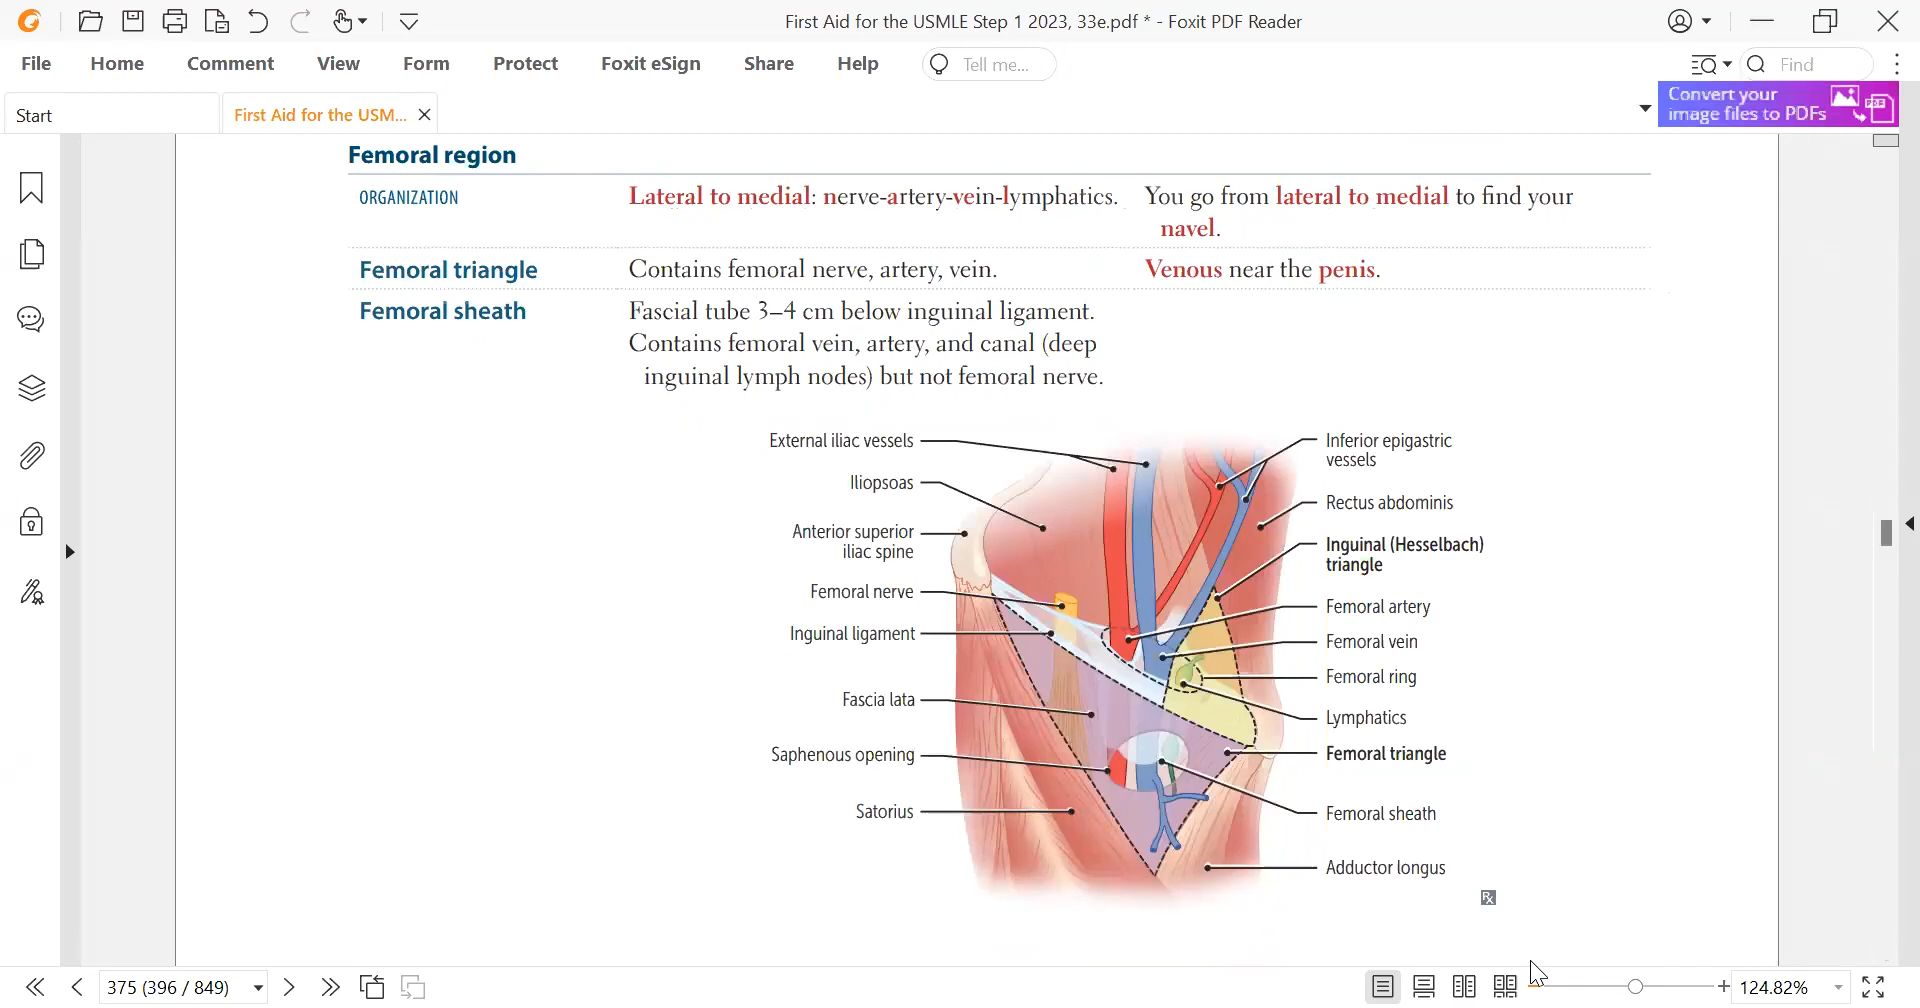 First Aid for the USMLE Step 1 2023, 33e.pdf * - Foxit PDF Reader
File Home Comment View Form Protect Foxit eSign Share Help Tell me... Find
Start
First Aid for the USM...
Convert your
image files to PDFs
PDF
Femoral region
ORGANIZATION
Lateral to medial: nerve-artery-vein-lymphatics.
You go from lateral to medial to find your
navel.
Femoral triangle
Contains femoral nerve, artery, vein.
Venous near the penis.
Femoral sheath
Fascial tube 3–4 cm below inguinal ligament.
Contains femoral vein, artery, and canal (deep
inguinal lymph nodes) but not femoral nerve.
External iliac vessels
Iliopsoas
Anterior superior
iliac spine
Femoral nerve
Inguinal ligament
Fascia lata
Saphenous opening
Satorius
Inferior epigastric
vessels
Rectus abdominis
Inguinal (Hesselbach)
triangle
Femoral artery
Femoral vein
Femoral ring
Lymphatics
Femoral triangle
Femoral sheath
Adductor longus
Rx
375 (396 / 849)
124.82%